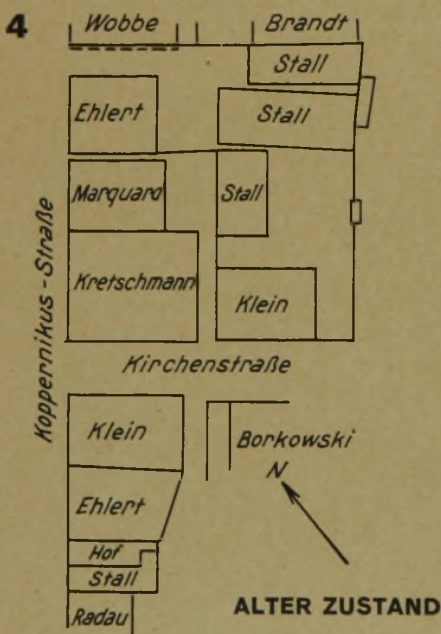 4
Wobbe Brandt
Stall
Ehlert Stall
Marquard Stall
Kretschmann
Klein
Koppernikus-Straße
Kirchenstraße
Klein
Borkowski
N
Ehlert
Hof
Stall
Radau
ALTER ZUSTAND